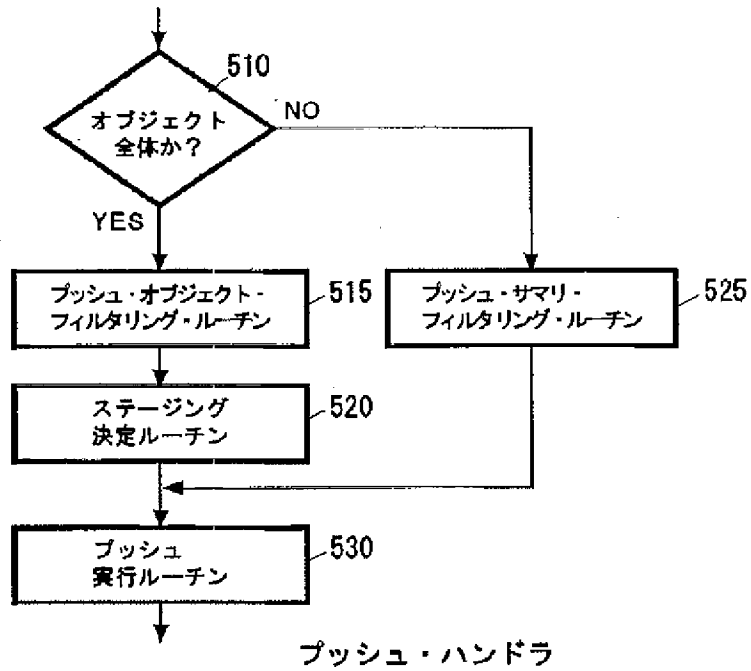 510
オブジェクト
全体か？
NO
YES
プッシュ・オブジェクト-
フィルタリング・ルーチン
515
プッシュ・サマリ-
フィルタリング・ルーチン
525
ステージング
決定ルーチン
520
プッシュ
実行ルーチン
530
プッシュ・ハンドラ